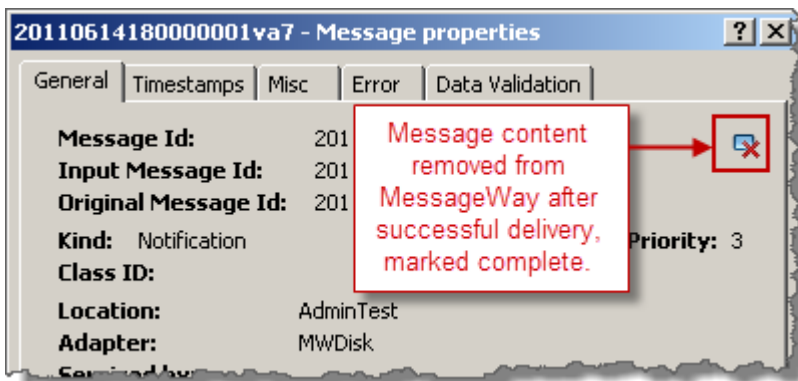 20110614180000001va7 - Message properties
General Timestamps Misc Error Data Validation
Message Id: 201
Input Message Id: 201
Original Message Id: 201
Message content
removed from
MessageWay after
successful delivery,
marked complete.
Kind: Notification Priority: 3
Class ID:
Location: AdminTest
Adapter: MWDisk